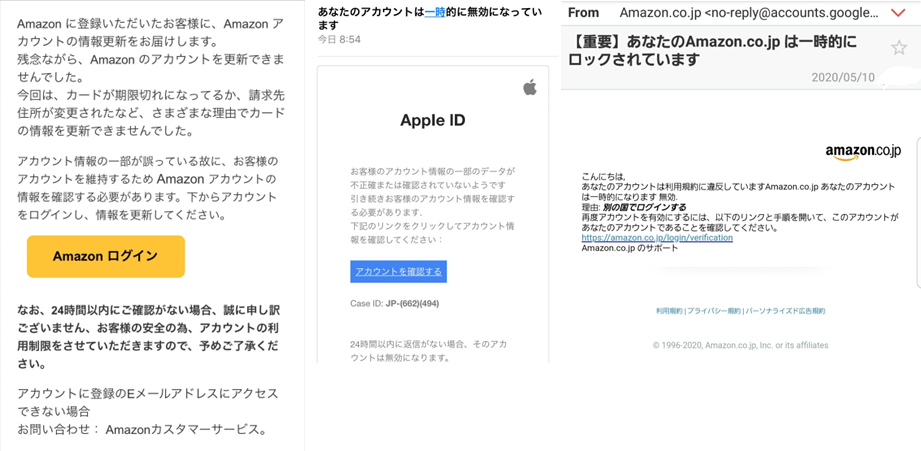 Amazon に登録いただいたお客様に、Amazon ア
カウントの情報更新をお届けします。
残念ながら、Amazon のアカウントを更新できま
せんでした。
今回は、カードが期限切れになってるか、請求先
住所が変更されたなど、さまざまな理由でカード
の情報を更新できませんでした。
アカウント情報の一部が誤っている故に、お客様の
アカウントを維持するため Amazon アカウントの
情報を確認する必要があります。下からアカウント
をログインし、情報を更新してください。
Amazon ログイン
なお、24時間以内にご確認がない場合、誠に申し訳
ございません、お客様の安全の為、アカウントの利
用制限をさせていただきますので、予めご了承くだ
さい。
アカウントに登録のEメールアドレスにアクセス
できない場合
お問い合わせ： Amazonカスタマーサービス。
あなたのアカウントは一時的に無効になってい
ます
今日 8:54
Apple ID
お客様のアカウント情報の一部のデータが
不正確または確認されていないようです
引き続きお客様のアカウント情報を確認す
る必要があります.
下記のリンクをクリックしてアカウント情
報を確認してください：
アカウントを確認する
Case ID: JP-(662)(494)
24時間以内に返信がない場合、そのアカ
ウントは無効になります。
From Amazon.co.jp <no-reply@accounts.google...
【重要】あなたのAmazon.co.jp は一時的に
ロックされています
2020/05/10
amazon.co.jp
こんにちは,
あなたのアカウントは利用規約に違反していますAmazon.co.jp あなたのアカウント
は一時的になります 無効.
理由: 別の国でログインする
再度アカウントを有効にするには、以下のリンクと手順を開いて、このアカウントが
あなたのアカウントであることを確認してください。
https://amazon.co.jp/login/verification
Amazon.co.jp のサポート
利用規約 | プライバシー規約 | パーソナライズド広告規約
© 1996-2020, Amazon.co.jp, Inc. or its affiliates